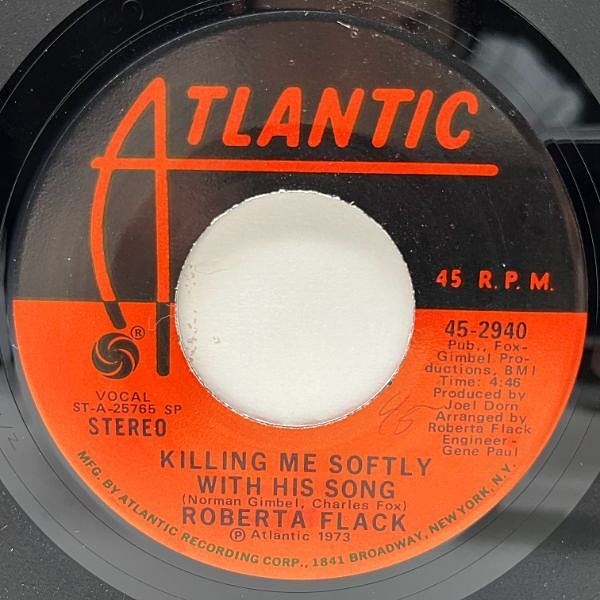 ATLANTIC
45 R.P.M.
®
45-2940
Pub., Fox-
Gimbel Pro-
ductions, BMI
Time: 4:46
Produced by
Joel Dorn
Arranged by
Roberta Flack
Engineer -
Gene Paul
VOCAL
ST-A-25765 SP
STEREO
45
KILLING ME SOFTLY
WITH HIS SONG
(Norman Gimbel, Charles Fox)
ROBERTA FLACK
℗ Atlantic 1973
MFG. BY ATLANTIC RECORDING CORP., 1841 BROADWAY, NEW YORK, N.Y.